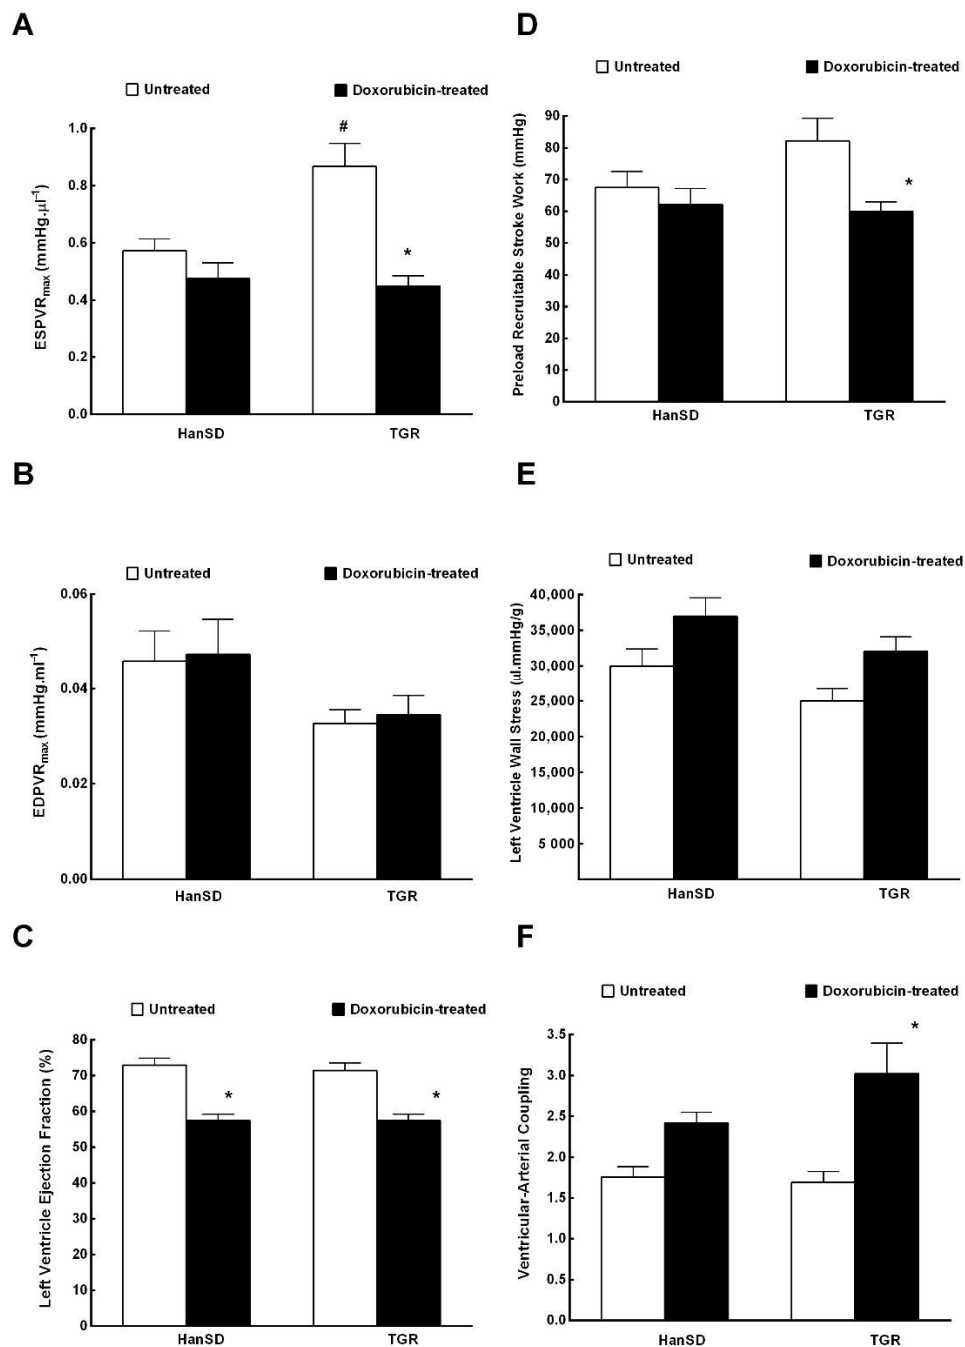 A
Untreated
Doxorubicin-treated
ESPVRmax (mmHg.µl⁻¹)
1.0
0.8
0.6
0.4
0.2
0.0
#
*
HanSD
TGR
B
Untreated
Doxorubicin-treated
EDPVRmax (mmHg.ml⁻¹)
0.06
0.04
0.02
0.00
HanSD
TGR
C
Untreated
Doxorubicin-treated
Left Ventricle Ejection Fraction (%)
80
70
60
50
40
30
20
10
0
*
*
HanSD
TGR
D
Untreated
Doxorubicin-treated
Preload Recruitable Stroke Work (mmHg)
90
80
70
60
50
40
30
20
10
0
*
HanSD
TGR
E
Untreated
Doxorubicin-treated
Left Ventricle Wall Stress (µl.mmHg/g)
40,000
35,000
30,000
25,000
20,000
15,000
10,000
5 000
HanSD
TGR
F
Untreated
Doxorubicin-treated
Ventricular-Arterial Coupling
3.5
3.0
2.5
2.0
1.5
1.0
0.5
0.0
*
HanSD
TGR